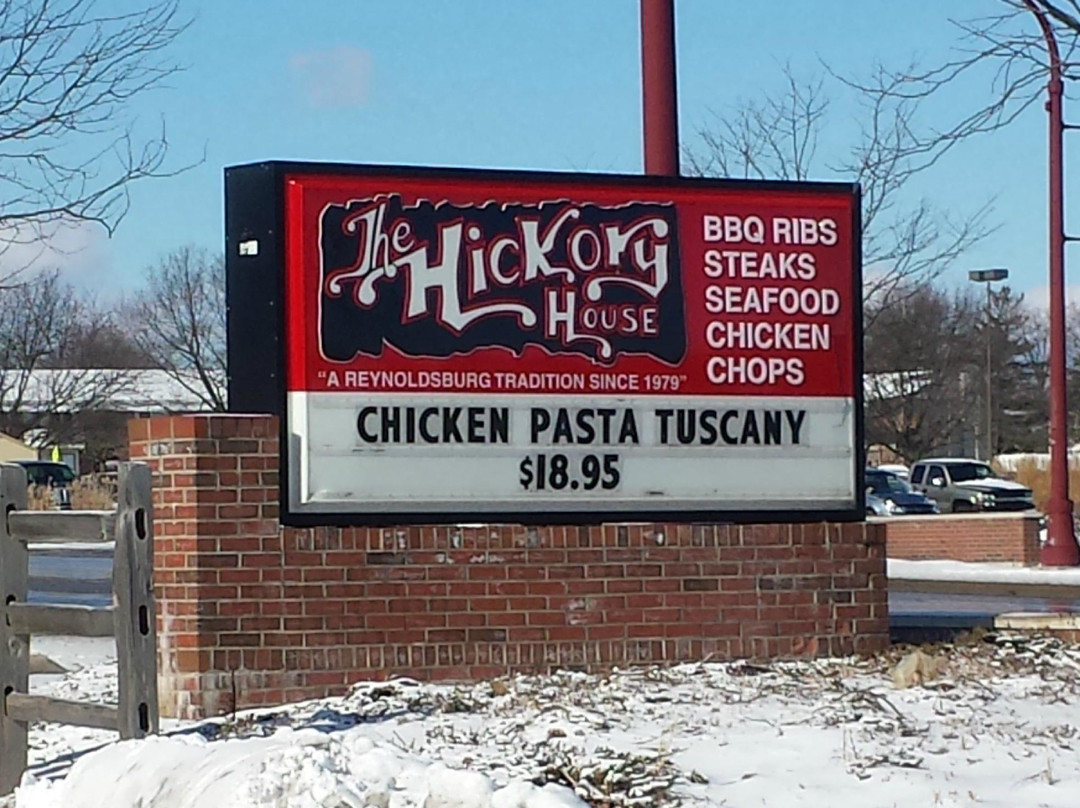 The Hickory
House
"A REYNOLDSBURG TRADITION SINCE 1979"
BBQ RIBS
STEAKS
SEAFOOD
CHICKEN
CHOPS
CHICKEN PASTA TUSCANY
$18.95